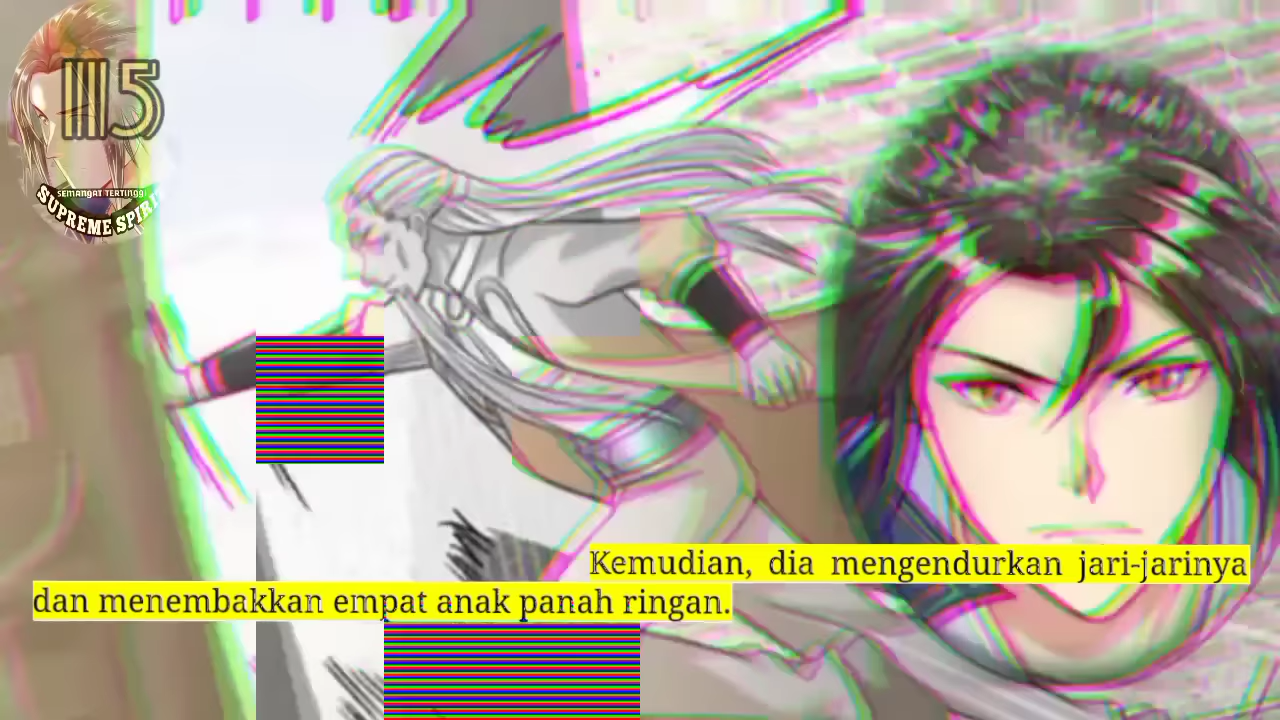 115
SEMANGAT TERTINGGI
SUPREME SPIRIT
Kemudian, dia mengendurkan jari-jarinya
dan menembakkan empat anak panah ringan.